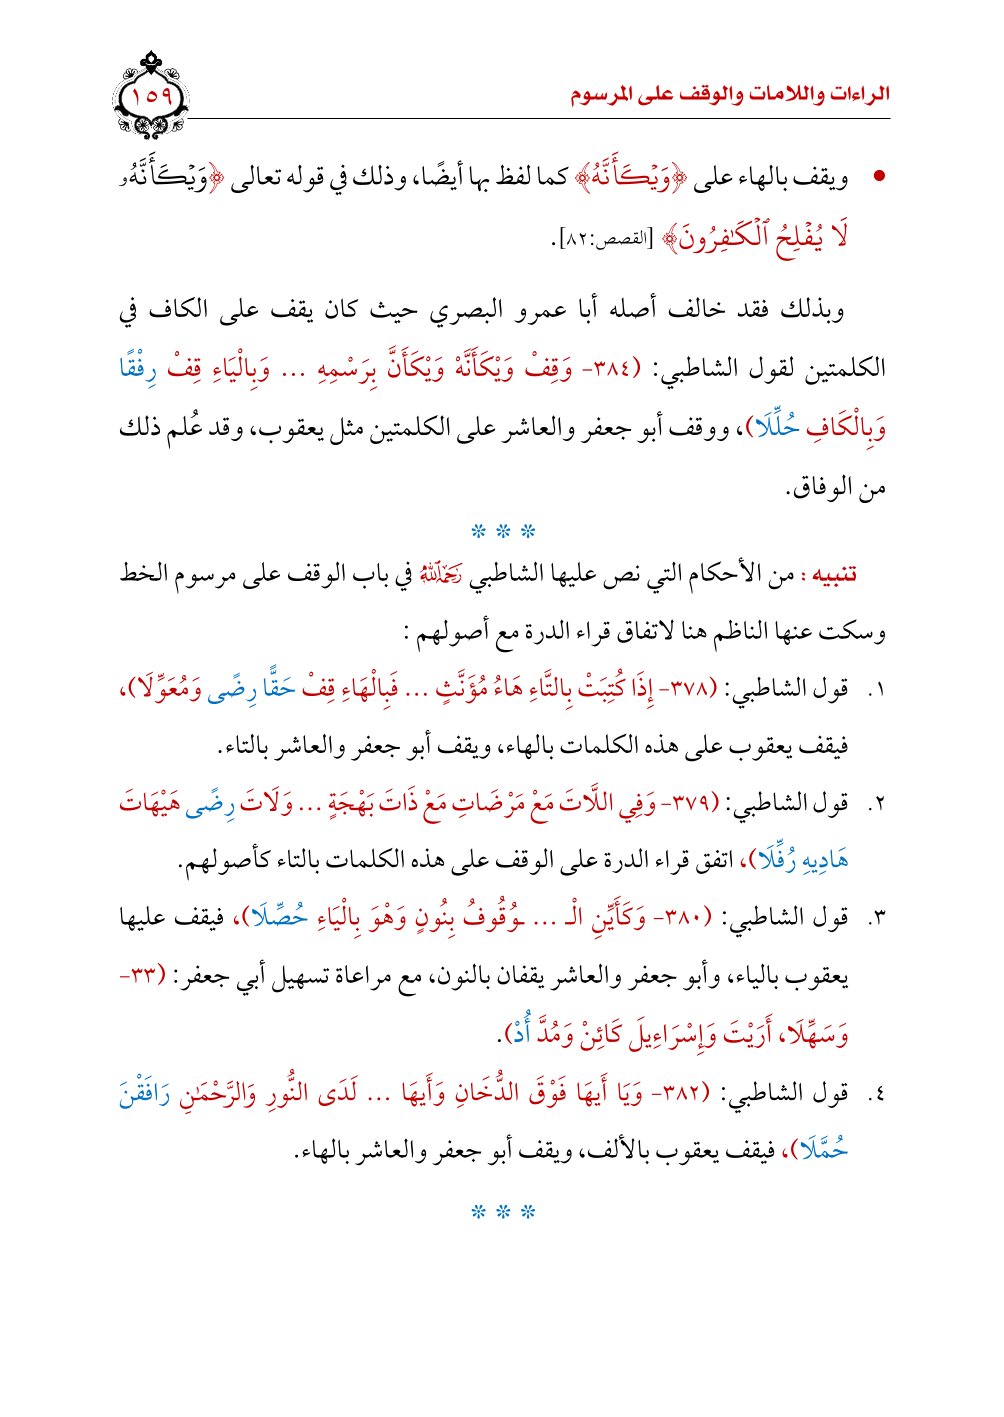 الراءات واللامات والوقف على المرسوم
١٥٩
• ويقف بالهاء على ﴿وَيۡكَأَنَّهُ﴾ كما لفظ بها أيضًا، وذلك في قوله تعالى ﴿وَيۡكَأَنَّهُۥ
لَا يُفۡلِحُ ٱلۡكَٰفِرُونَ﴾ [القصص:٨٢].
وبذلك فقد خالف أصله أبا عمرو البصري حيث كان يقف على الكاف في
الكلمتين لقول الشاطبي: (٣٨٤- وَقِفْ وَيْكَأَنَّهْ وَيْكَأَنَّ بِرَسْمِهِ ... وَبِالْيَاءِ قِفْ رِفْقًا
وَبِالْكَافِ حُلِّلَا)، ووقف أبو جعفر والعاشر على الكلمتين مثل يعقوب، وقد عُلم ذلك
من الوفاق.
* * *
تنبيه : من الأحكام التي نص عليها الشاطبي رَحِمَهُ ٱللَّهُ في باب الوقف على مرسوم الخط
وسكت عنها الناظم هنا لاتفاق قراء الدرة مع أصولهم :
١. قول الشاطبي: (٣٧٨- إِذَا كُتِبَتْ بِالتَّاءِ هَاءُ مُؤَنَّثٍ ... فَبِالْهَاءِ قِفْ حَقًّا رِضًى وَمُعَوِّلَا)،
فيقف يعقوب على هذه الكلمات بالهاء، ويقف أبو جعفر والعاشر بالتاء.
٢. قول الشاطبي: (٣٧٩- وَفِي اللَّاتَ مَعْ مَرْضَاتِ مَعْ ذَاتَ بَهْجَةٍ ... وَلَاتَ رِضًى هَيْهَاتَ
هَادِيهِ رُفِّلَا)، اتفق قراء الدرة على الوقف على هذه الكلمات بالتاء كأصولهم.
٣. قول الشاطبي: (٣٨٠- وَكَأَيِّنِ الْـ ... ـوُقُوفُ بِنُونٍ وَهْوَ بِالْيَاءِ حُصِّلَا)، فيقف عليها
يعقوب بالياء، وأبو جعفر والعاشر يقفان بالنون، مع مراعاة تسهيل أبي جعفر: (٣٣-
وَسَهِّلَا، أَرَيْتَ وَإِسْرَاءِيلَ كَائِنْ وَمُدَّ أُدْ).
٤. قول الشاطبي: (٣٨٢- وَيَا أَيهَا فَوْقَ الدُّخَانِ وَأَيهَا ... لَدَى النُّورِ وَالرَّحْمَٰنِ رَافَقْنَ
حُمَّلَا)، فيقف يعقوب بالألف، ويقف أبو جعفر والعاشر بالهاء.
* * *